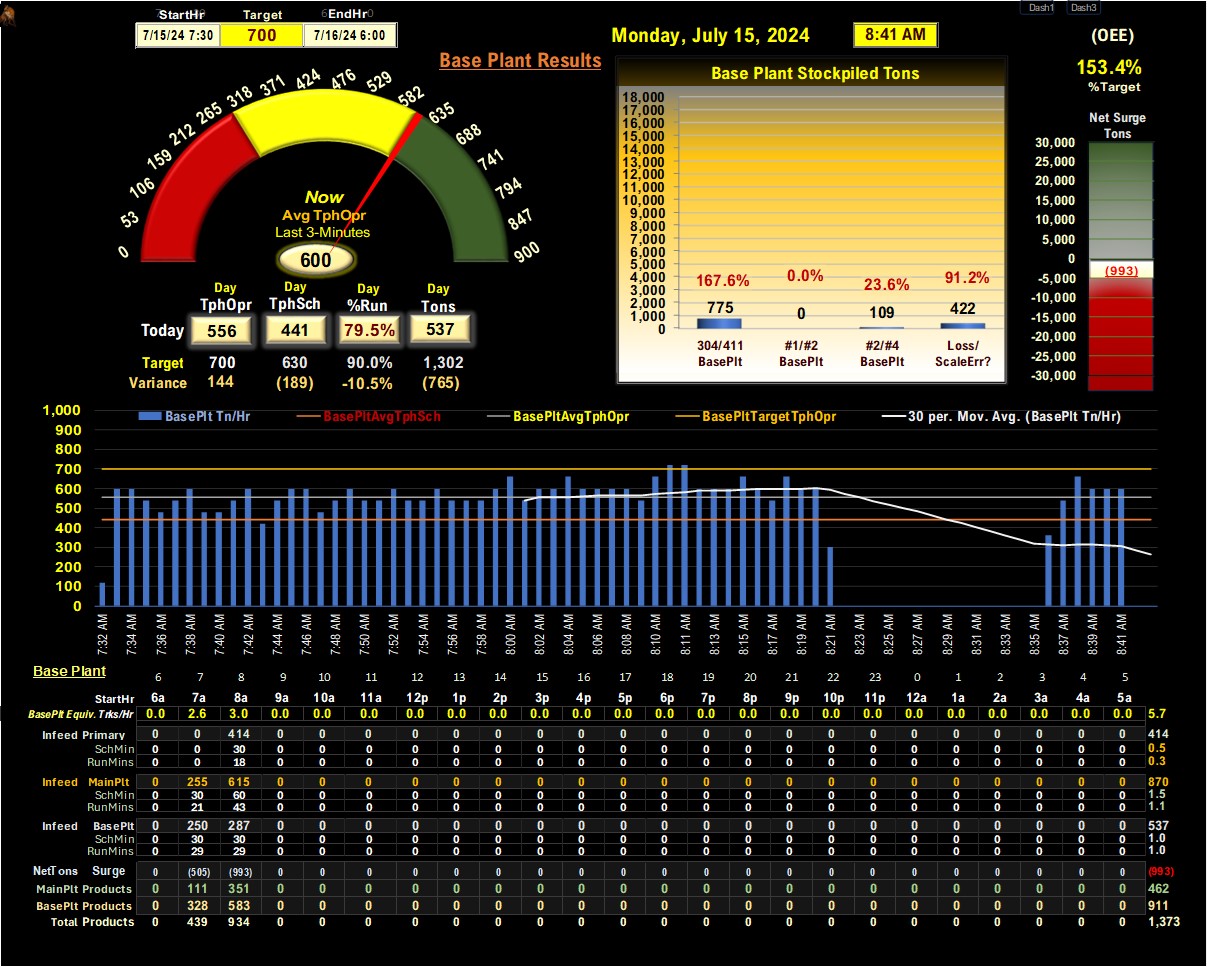 Dash1 Dash3
StartHr Target EndHr
7/15/24 7:30 700 7/16/24 6:00
Monday, July 15, 2024 8:41 AM
(OEE)
153.4%
%Target
Base Plant Results
0 53 106 159 212 265 318 371 424 476 529 582 635 688 741 794 847 900
Now
Avg TphOpr
Last 3-Minutes
600
Day Day Day Day
TphOpr TphSch %Run Tons
Today 556 441 79.5% 537
Target 700 630 90.0% 1,302
Variance 144 (189) -10.5% (765)
Base Plant Stockpiled Tons
18,000
17,000
16,000
15,000
14,000
13,000
12,000
11,000
10,000
9,000
8,000
7,000
6,000
5,000
4,000
3,000
2,000
1,000
0
167.6% 0.0% 23.6% 91.2%
775 0 109 422
304/411 #1/#2 #2/#4 Loss/
BasePlt BasePlt BasePlt ScaleErr?
Net Surge
Tons
30,000
25,000
20,000
15,000
10,000
5,000
0
(993)
-5,000
-10,000
-15,000
-20,000
-25,000
-30,000
BasePlt Tn/Hr BasePltAvgTphSch BasePltAvgTphOpr BasePltTargetTphOpr 30 per. Mov. Avg. (BasePlt Tn/Hr)
1,000
900
800
700
600
500
400
300
200
100
0
7:32 AM 7:34 AM 7:36 AM 7:38 AM 7:40 AM 7:42 AM 7:44 AM 7:46 AM 7:48 AM 7:50 AM 7:52 AM 7:54 AM 7:56 AM 7:58 AM 8:00 AM 8:02 AM 8:04 AM 8:06 AM 8:08 AM 8:10 AM 8:11 AM 8:13 AM 8:15 AM 8:17 AM 8:19 AM 8:21 AM 8:23 AM 8:25 AM 8:27 AM 8:29 AM 8:31 AM 8:33 AM 8:35 AM 8:37 AM 8:39 AM 8:41 AM
Base Plant
6 7 8 9 10 11 12 13 14 15 16 17 18 19 20 21 22 23 0 1 2 3 4 5
StartHr 6a 7a 8a 9a 10a 11a 12p 1p 2p 3p 4p 5p 6p 7p 8p 9p 10p 11p 12a 1a 2a 3a 4a 5a
BasePlt Equiv. Trks/Hr 0.0 2.6 3.0 0.0 0.0 0.0 0.0 0.0 0.0 0.0 0.0 0.0 0.0 0.0 0.0 0.0 0.0 0.0 0.0 0.0 0.0 0.0 0.0 0.0 5.7
Infeed Primary 0 0 414 0 0 0 0 0 0 0 0 0 0 0 0 0 0 0 0 0 0 0 0 0 414
SchMin 0 0 30 0 0 0 0 0 0 0 0 0 0 0 0 0 0 0 0 0 0 0 0 0 0.5
RunMins 0 0 18 0 0 0 0 0 0 0 0 0 0 0 0 0 0 0 0 0 0 0 0 0 0.3
Infeed MainPlt 0 255 615 0 0 0 0 0 0 0 0 0 0 0 0 0 0 0 0 0 0 0 0 0 870
SchMin 0 30 60 0 0 0 0 0 0 0 0 0 0 0 0 0 0 0 0 0 0 0 0 0 1.5
RunMins 0 21 43 0 0 0 0 0 0 0 0 0 0 0 0 0 0 0 0 0 0 0 0 0 1.1
Infeed BasePlt 0 250 287 0 0 0 0 0 0 0 0 0 0 0 0 0 0 0 0 0 0 0 0 0 537
SchMin 0 30 30 0 0 0 0 0 0 0 0 0 0 0 0 0 0 0 0 0 0 0 0 0 1.0
RunMins 0 29 29 0 0 0 0 0 0 0 0 0 0 0 0 0 0 0 0 0 0 0 0 0 1.0
NetTons Surge 0 (505) (993) 0 0 0 0 0 0 0 0 0 0 0 0 0 0 0 0 0 0 0 0 0 (993)
MainPlt Products 0 111 351 0 0 0 0 0 0 0 0 0 0 0 0 0 0 0 0 0 0 0 0 0 462
BasePlt Products 0 328 583 0 0 0 0 0 0 0 0 0 0 0 0 0 0 0 0 0 0 0 0 0 911
Total Products 0 439 934 0 0 0 0 0 0 0 0 0 0 0 0 0 0 0 0 0 0 0 0 0 1,373